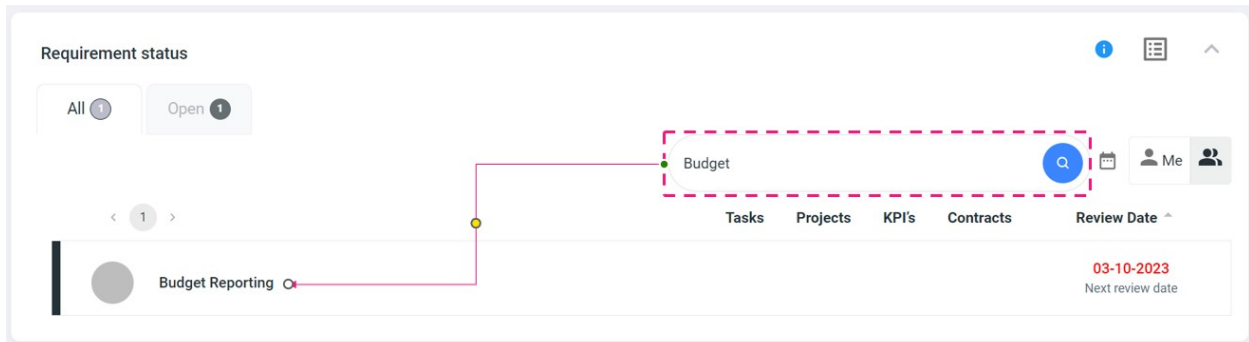 Requirement status
All 1
Open 1
Budget
Me
< 1 >
Tasks Projects KPI's Contracts Review Date
Budget Reporting
03-10-2023
Next review date